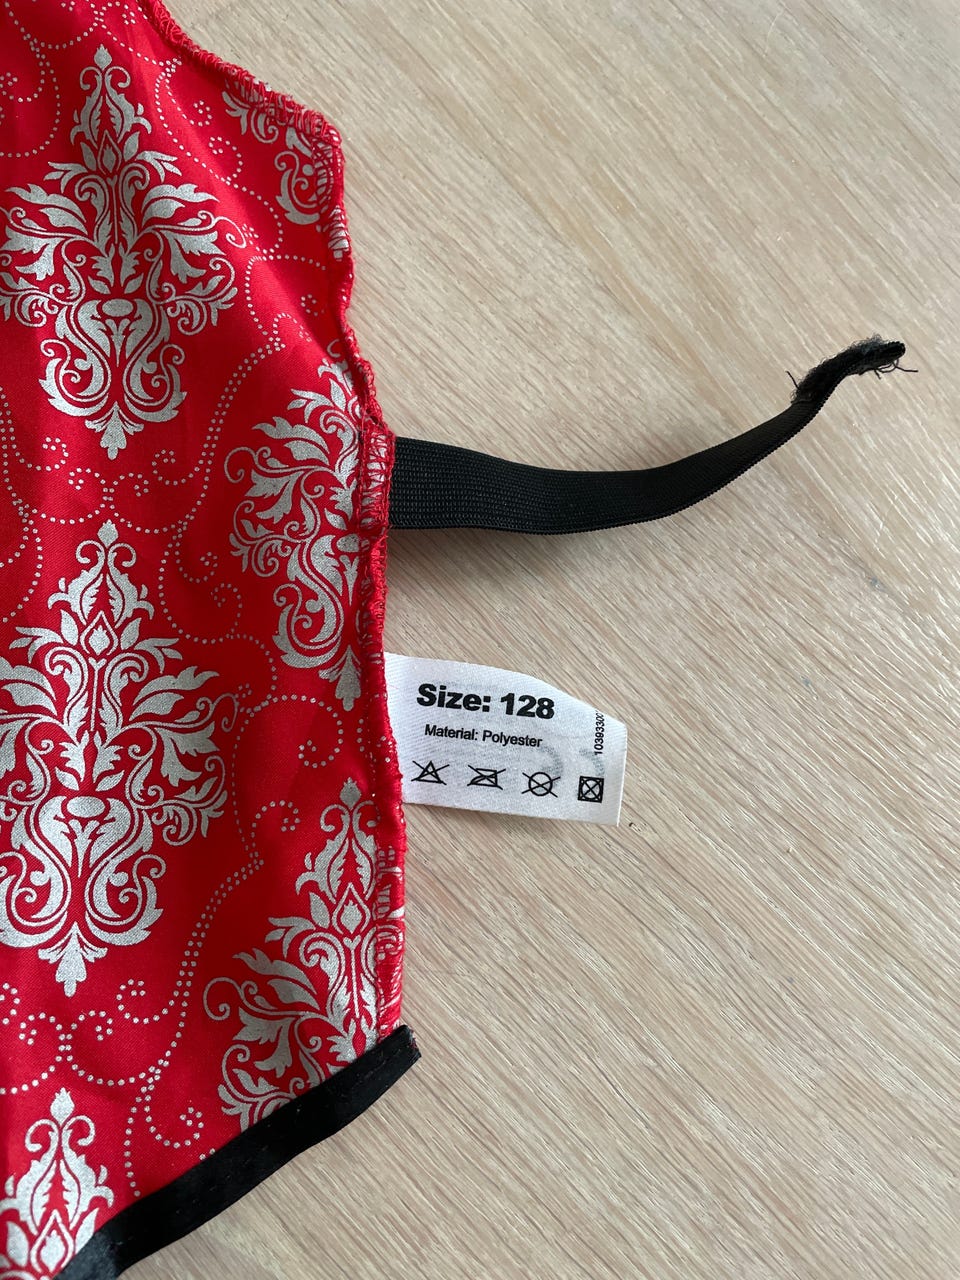 Size: 128
Material: Polyester